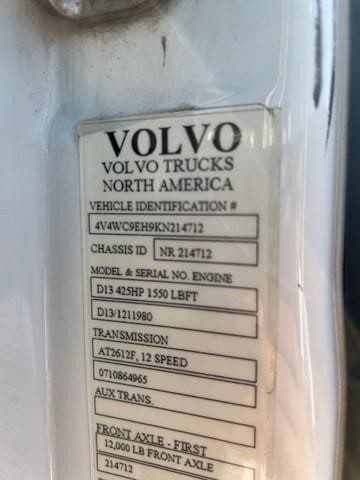 VOLVO
VOLVO TRUCKS
NORTH AMERICA
VEHICLE IDENTIFICATION #
4V4WC9EH9KN214712
CHASSIS ID NR 214712
MODEL & SERIAL NO. ENGINE
D13 425HP 1550 LBFT
D13/1211980
TRANSMISSION
AT2612F, 12 SPEED
0710864965
AUX TRANS.
FRONT AXLE - FIRST
12,000 LB FRONT AXLE
214712